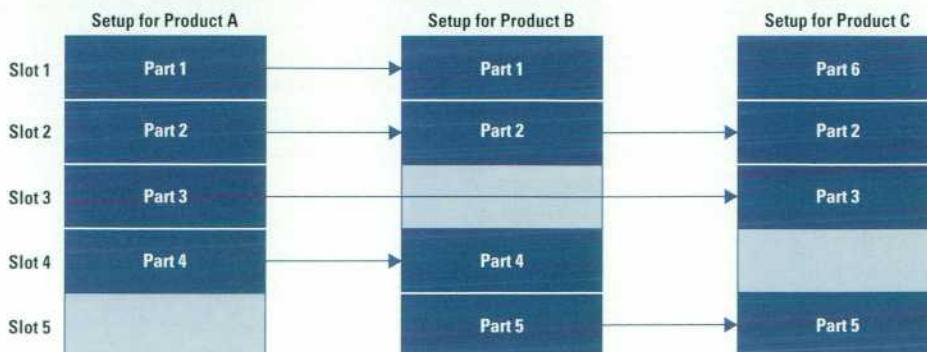 Setup for Product A Setup for Product B Setup for Product C
Slot 1 Part 1 Part 1 Part 6
Slot 2 Part 2 Part 2 Part 2
Slot 3 Part 3 Part 3
Slot 4 Part 4 Part 4
Slot 5 Part 5 Part 5